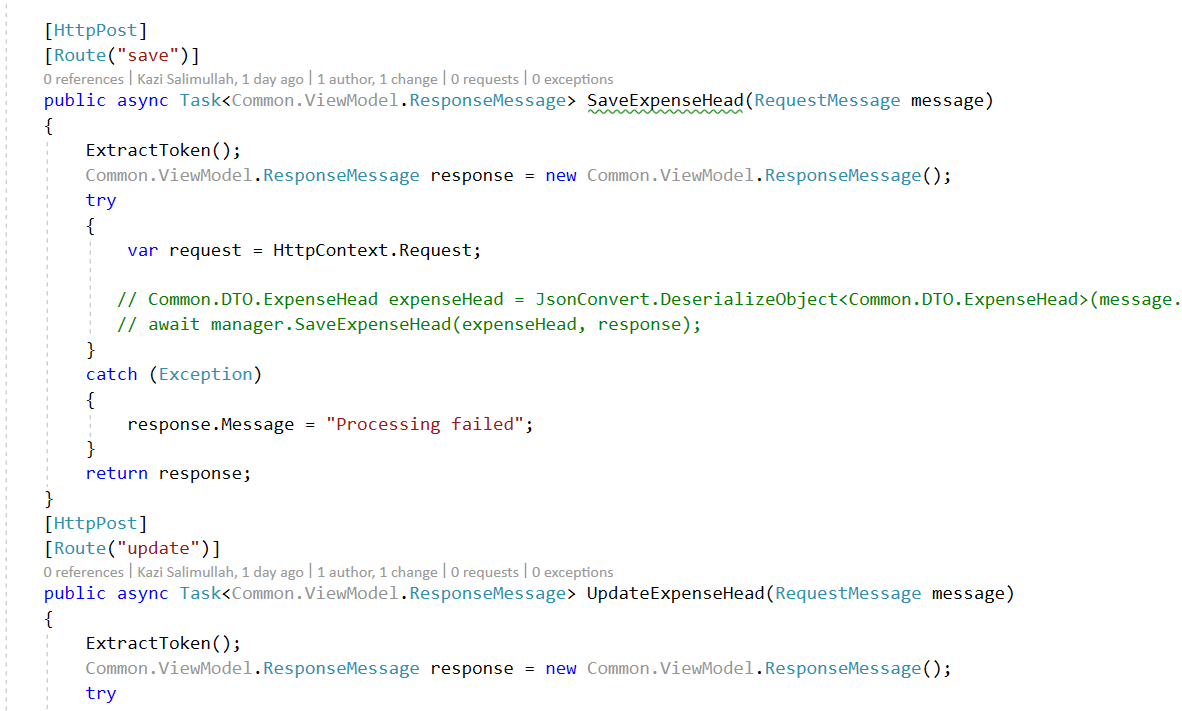 [HttpPost]
[Route("save")]
0 references | Kazi Salimullah, 1 day ago | 1 author, 1 change | 0 requests | 0 exceptions
public async Task<Common.ViewModel.ResponseMessage> SaveExpenseHead(RequestMessage message)
{
ExtractToken();
Common.ViewModel.ResponseMessage response = new Common.ViewModel.ResponseMessage();
try
{
var request = HttpContext.Request;
// Common.DTO.ExpenseHead expenseHead = JsonConvert.DeserializeObject<Common.DTO.ExpenseHead>(message.
// await manager.SaveExpenseHead(expenseHead, response);
}
catch (Exception)
{
response.Message = "Processing failed";
}
return response;
}
[HttpPost]
[Route("update")]
0 references | Kazi Salimullah, 1 day ago | 1 author, 1 change | 0 requests | 0 exceptions
public async Task<Common.ViewModel.ResponseMessage> UpdateExpenseHead(RequestMessage message)
{
ExtractToken();
Common.ViewModel.ResponseMessage response = new Common.ViewModel.ResponseMessage();
try